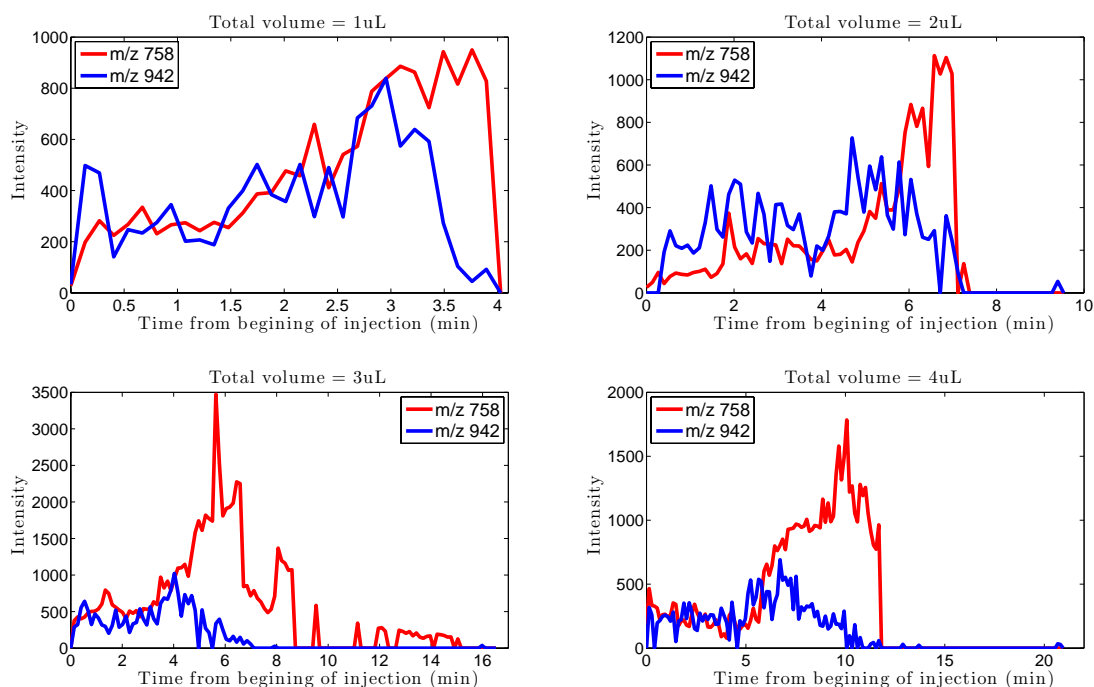 Total volume = 1uL
1000
800
600
400
200
0
Intensity
m/z 758
m/z 942
0 0.5 1 1.5 2 2.5 3 3.5 4
Time from begining of injection (min)
Total volume = 2uL
1200
1000
800
600
400
200
0
Intensity
m/z 758
m/z 942
0 2 4 6 8 10
Time from begining of injection (min)
Total volume = 3uL
3500
3000
2500
2000
1500
1000
500
0
Intensity
m/z 758
m/z 942
0 2 4 6 8 10 12 14 16
Time from begining of injection (min)
Total volume = 4uL
2000
1500
1000
500
0
Intensity
m/z 758
m/z 942
0 5 10 15 20
Time from begining of injection (min)